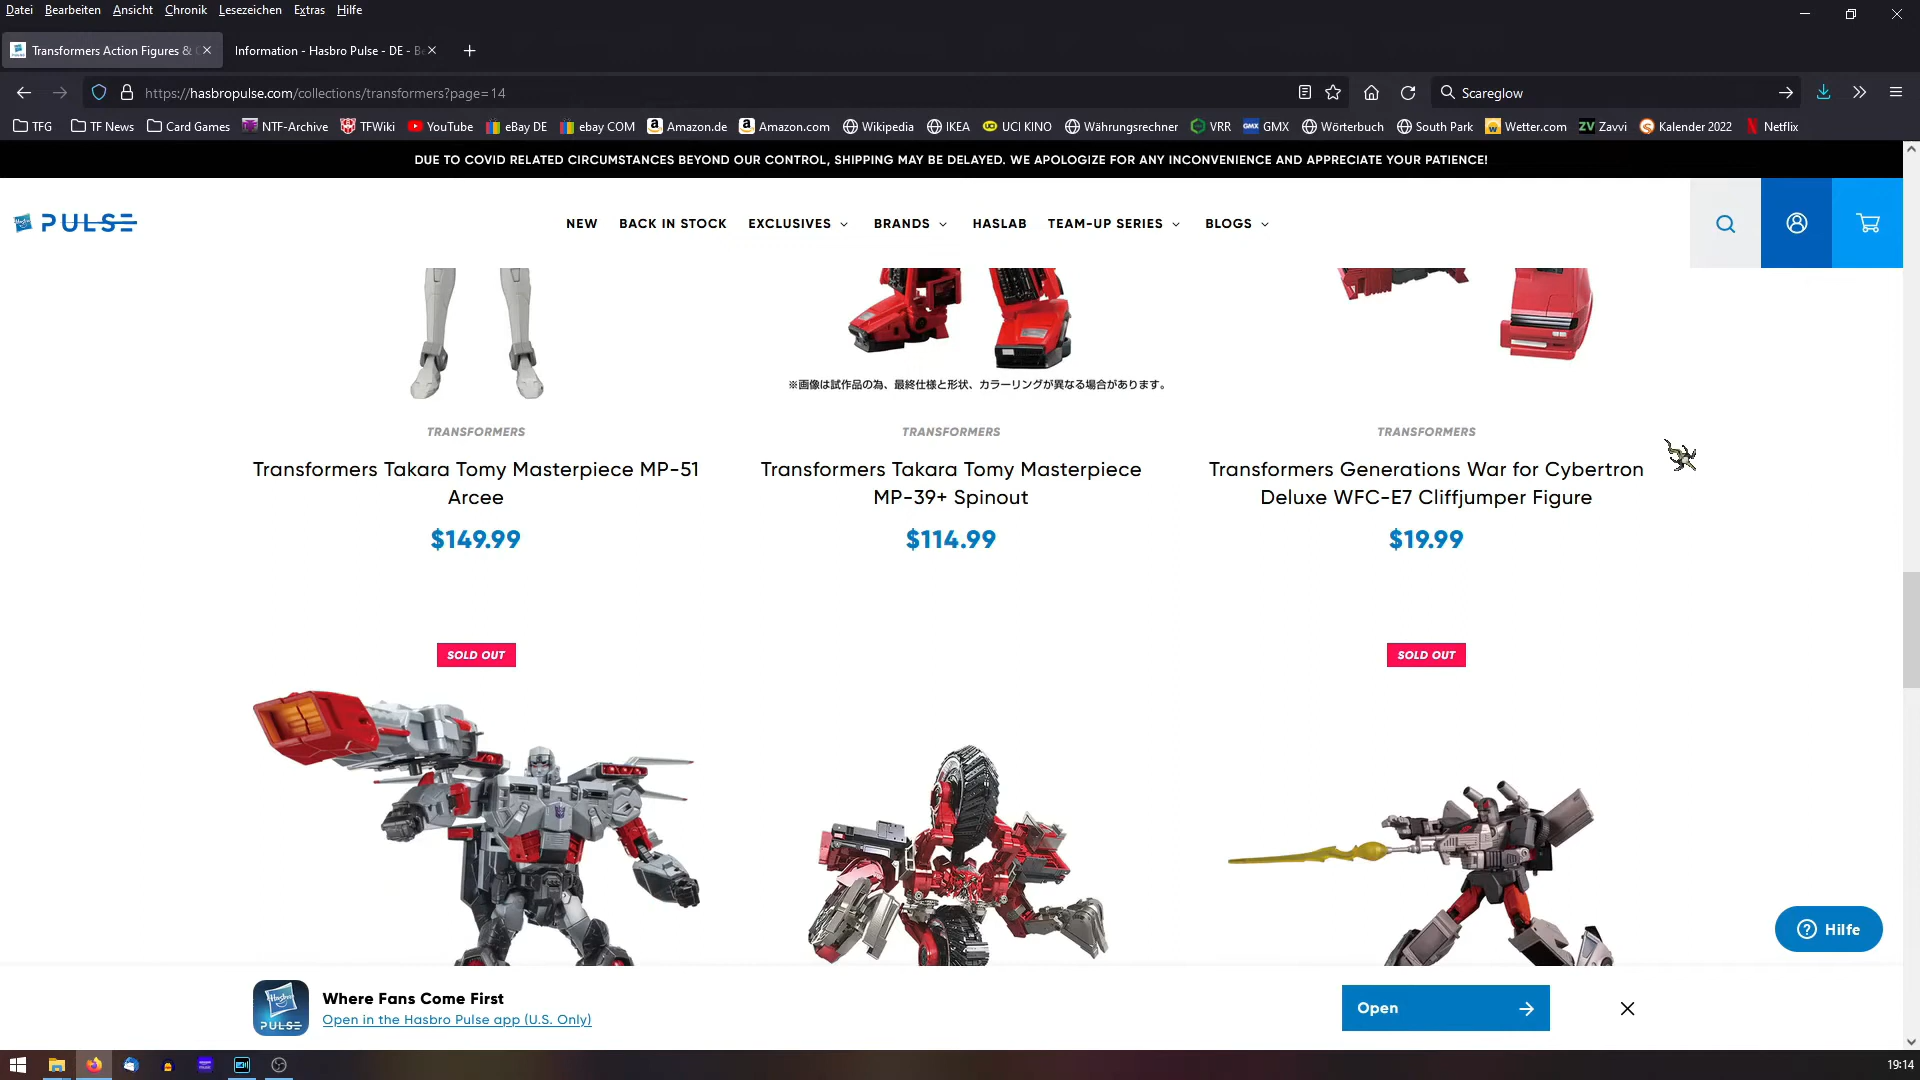 Datei Bearbeiten Ansicht Chronik Lesezeichen Extras Hilfe
Transformers Action Figures &
Information - Hasbro Pulse - DE -
https://hasbropulse.com/collections/transformers?page=14
Scareglow
TFG TF News Card Games NTF-Archive TFWiki YouTube eBay DE ebay COM Amazon.de Amazon.com Wikipedia IKEA UCI KINO Währungsrechner VRR GMX Wörterbuch South Park Wetter.com Zavvi Kalender 2022 Netflix
DUE TO COVID RELATED CIRCUMSTANCES BEYOND OUR CONTROL, SHIPPING MAY BE DELAYED. WE APOLOGIZE FOR ANY INCONVENIENCE AND APPRECIATE YOUR PATIENCE!
Hasbro PULSE
NEW BACK IN STOCK EXCLUSIVES BRANDS HASLAB TEAM-UP SERIES BLOGS
※画像は試作品の為、最終仕様と形状、カラーリングが異なる場合があります。
TRANSFORMERS
Transformers Takara Tomy Masterpiece MP-51
Arcee
$149.99
TRANSFORMERS
Transformers Takara Tomy Masterpiece
MP-39+ Spinout
$114.99
TRANSFORMERS
Transformers Generations War for Cybertron
Deluxe WFC-E7 Cliffjumper Figure
$19.99
SOLD OUT
SOLD OUT
Hilfe
Hasbro
PULSE
Where Fans Come First
Open in the Hasbro Pulse app (U.S. Only)
Open
19:14